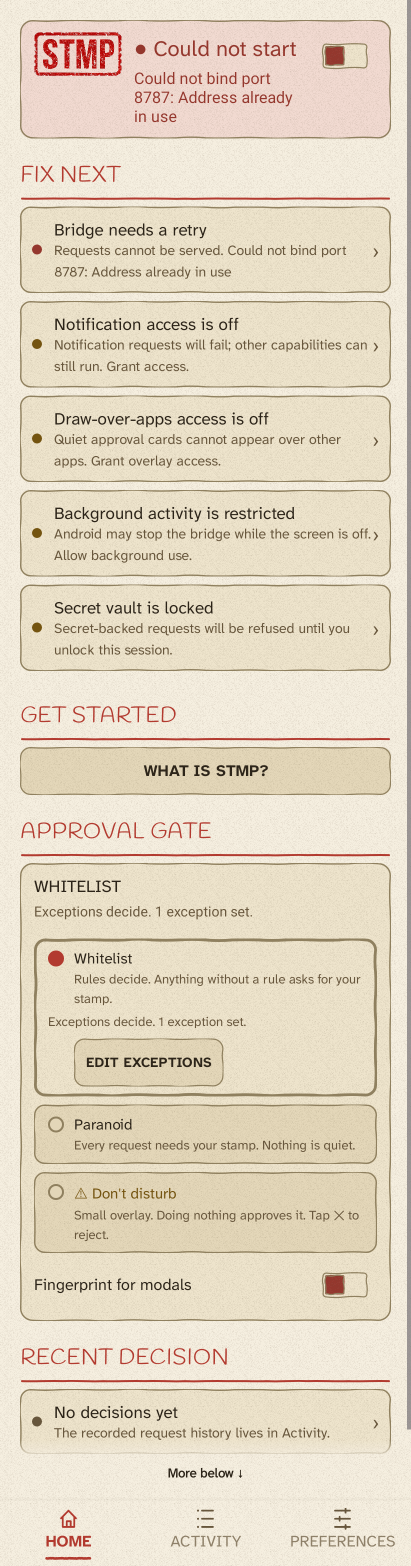 STMP
● Could not start
Could not bind port
8787: Address already
in use
FIX NEXT
Bridge needs a retry
Requests cannot be served. Could not bind port
8787: Address already in use
Notification access is off
Notification requests will fail; other capabilities can
still run. Grant access.
Draw-over-apps access is off
Quiet approval cards cannot appear over other
apps. Grant overlay access.
Background activity is restricted
Android may stop the bridge while the screen is off.
Allow background use.
Secret vault is locked
Secret-backed requests will be refused until you
unlock this session.
GET STARTED
WHAT IS STMP?
APPROVAL GATE
WHITELIST
Exceptions decide. 1 exception set.
Whitelist
Rules decide. Anything without a rule asks for your
stamp.
Exceptions decide. 1 exception set.
EDIT EXCEPTIONS
Paranoid
Every request needs your stamp. Nothing is quiet.
⚠ Don't disturb
Small overlay. Doing nothing approves it. Tap ✕ to
reject.
Fingerprint for modals
RECENT DECISION
No decisions yet
The recorded request history lives in Activity.
More below ↓
HOME
ACTIVITY
PREFERENCES